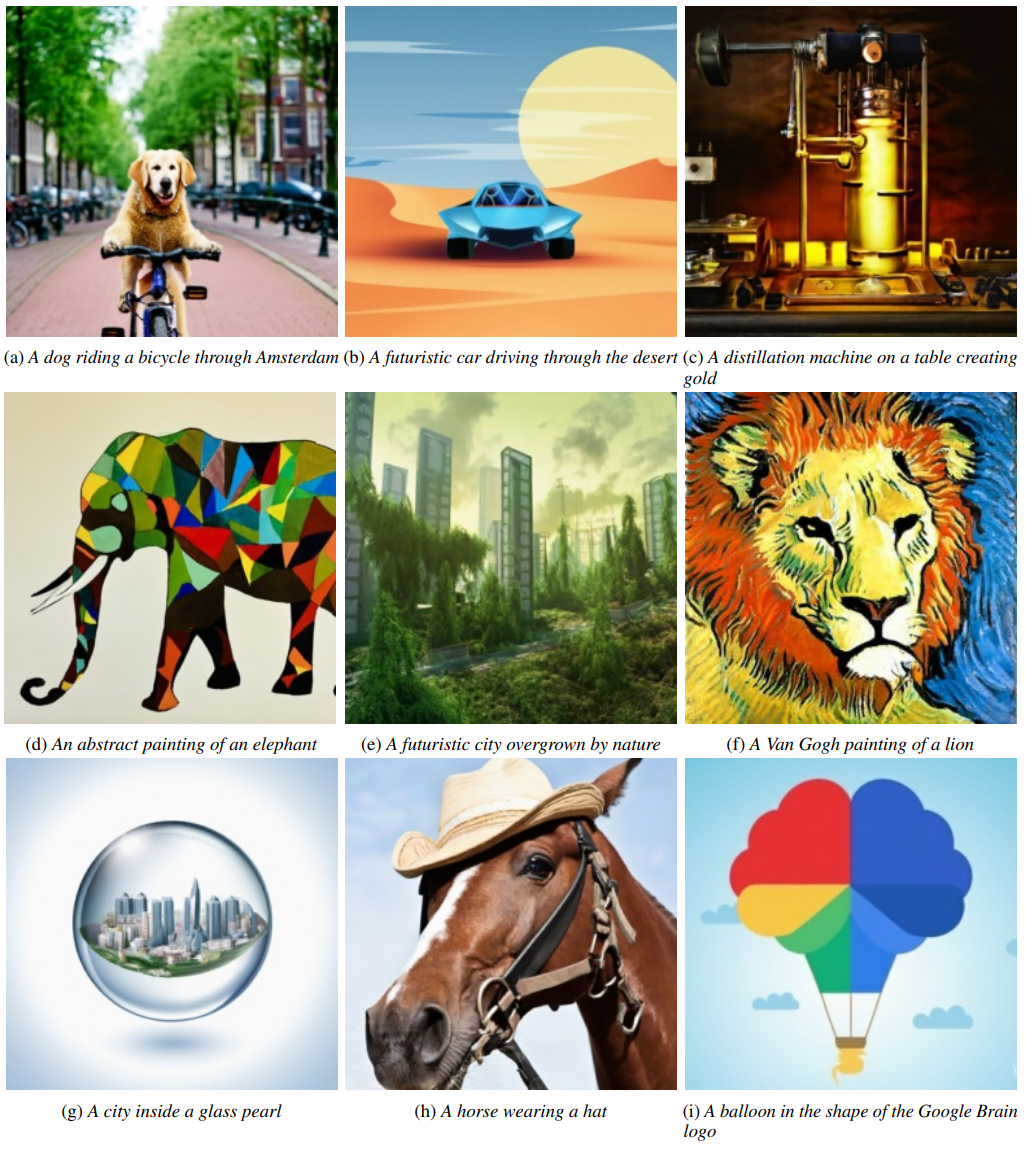 (a) A dog riding a bicycle through Amsterdam
(b) A futuristic car driving through the desert
(c) A distillation machine on a table creating
gold
(d) An abstract painting of an elephant
(e) A futuristic city overgrown by nature
(f) A Van Gogh painting of a lion
(g) A city inside a glass pearl
(h) A horse wearing a hat
(i) A balloon in the shape of the Google Brain
logo